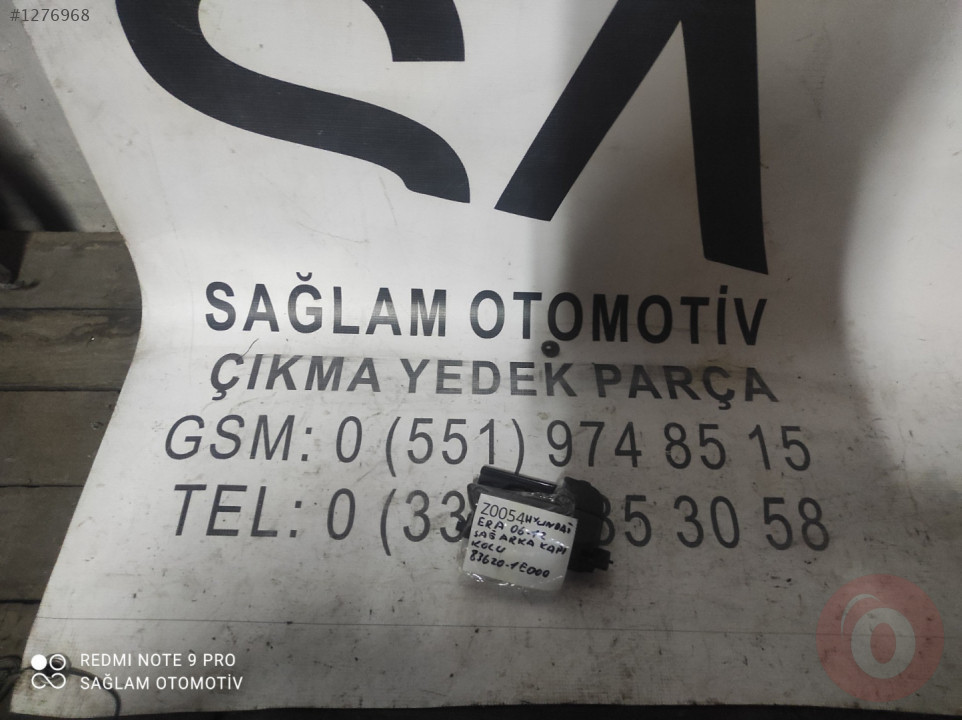 #1276968
SAĞLAM OTOMOTİV
ÇIKMA YEDEK PARÇA
GSM: 0 (551) 974 85 15
TEL: 0 (33 35 30 58
Z0054 HYUNDAİ
ERA 06-12
SAĞ ARKA KAPI
KOLU
83620-1E000
REDMI NOTE 9 PRO
SAĞLAM OTOMOTİV